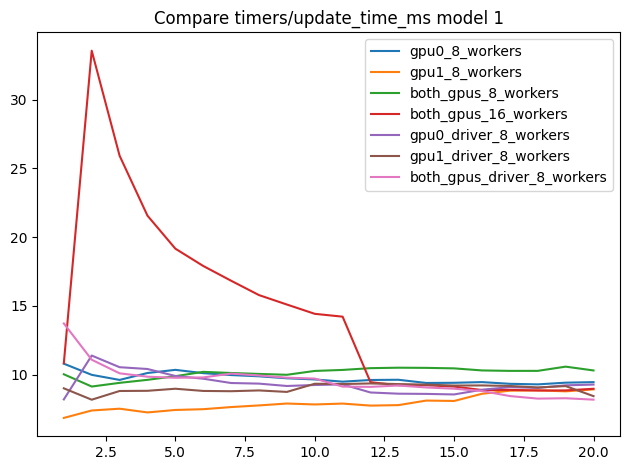 Compare timers/update_time_ms model 1
gpu0_8_workers
gpu1_8_workers
both_gpus_8_workers
both_gpus_16_workers
gpu0_driver_8_workers
gpu1_driver_8_workers
both_gpus_driver_8_workers
30
25
20
15
10
2.5 5.0 7.5 10.0 12.5 15.0 17.5 20.0